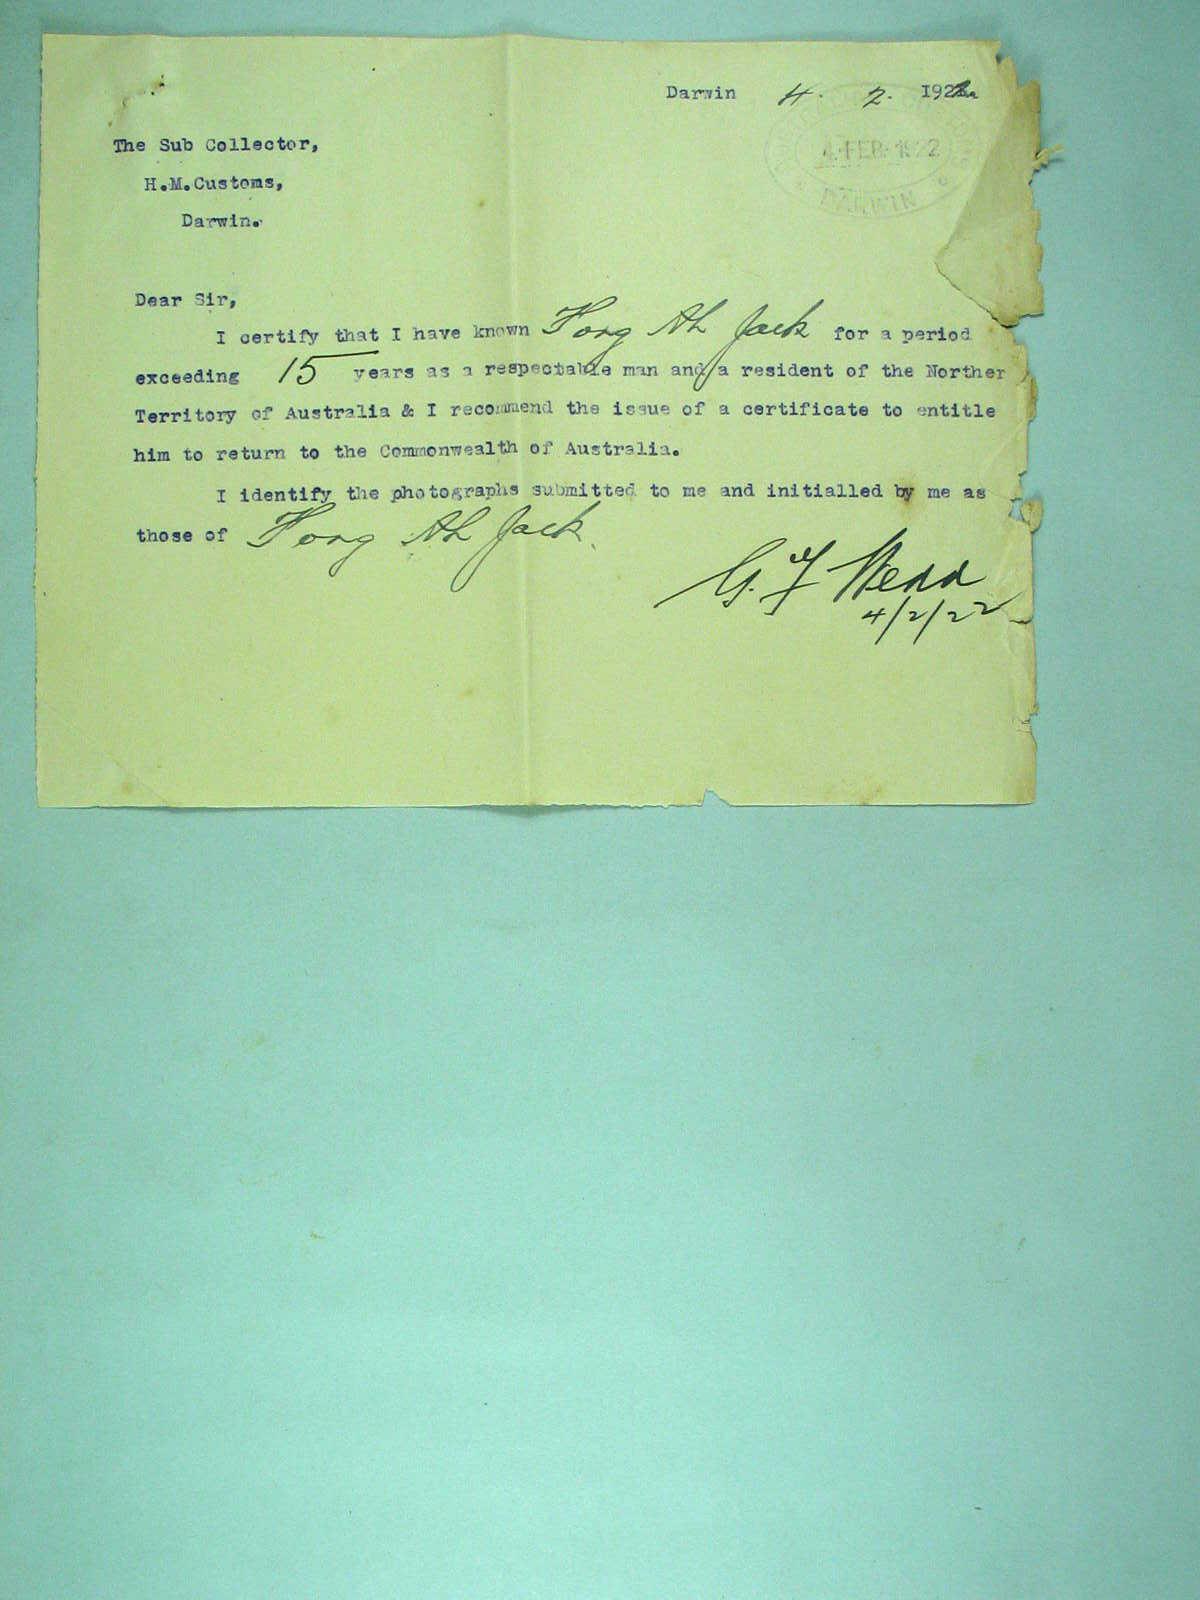 Darwin 4. 2. 1922
4-FEB-1922
DARWIN
The Sub Collector,
H.M.Customs,
Darwin.
Dear Sir,
I certify that I have known Fong Ah Jack for a period
exceeding 15 years as a respectable man and a resident of the Norther
Territory of Australia & I recommend the issue of a certificate to entitle
him to return to the Commonwealth of Australia.
I identify the photographs submitted to me and initialled by me as
those of Fong Ah Jack.
G. F
4/2/22